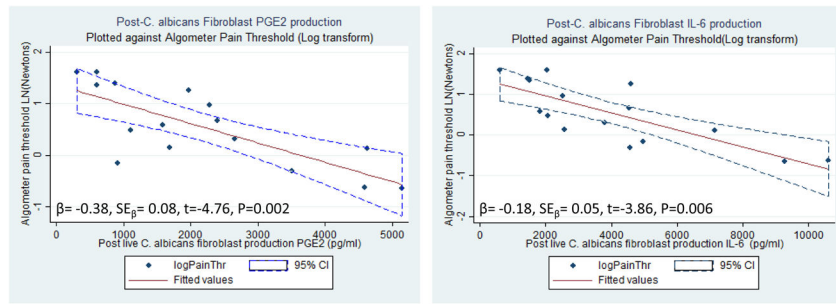 Post-C. albicans Fibroblast PGE2 production
Plotted against Algometer Pain Threshold (Log transform)
Algometer pain threshold LN(Newtons)
2
1
0
-1
β= -0.38, SEβ= 0.08, t=-4.76, P=0.002
0 1000 2000 3000 4000 5000
Post live C. albicans fibroblast production PGE2 (pg/ml)
logPainThr 95% CI
Fitted values
Post-C. albicans Fibroblast IL-6 production
Plotted against Algometer Pain Threshold(Log transform)
Algometer pain threshold LN(Newtons)
2
1
0
-1
-2
β= -0.18, SEβ= 0.05, t=-3.86, P=0.006
0 2000 4000 6000 8000 10000
Post live C. albicans fibroblast production IL-6 (pg/ml)
logPainThr 95% CI
Fitted values